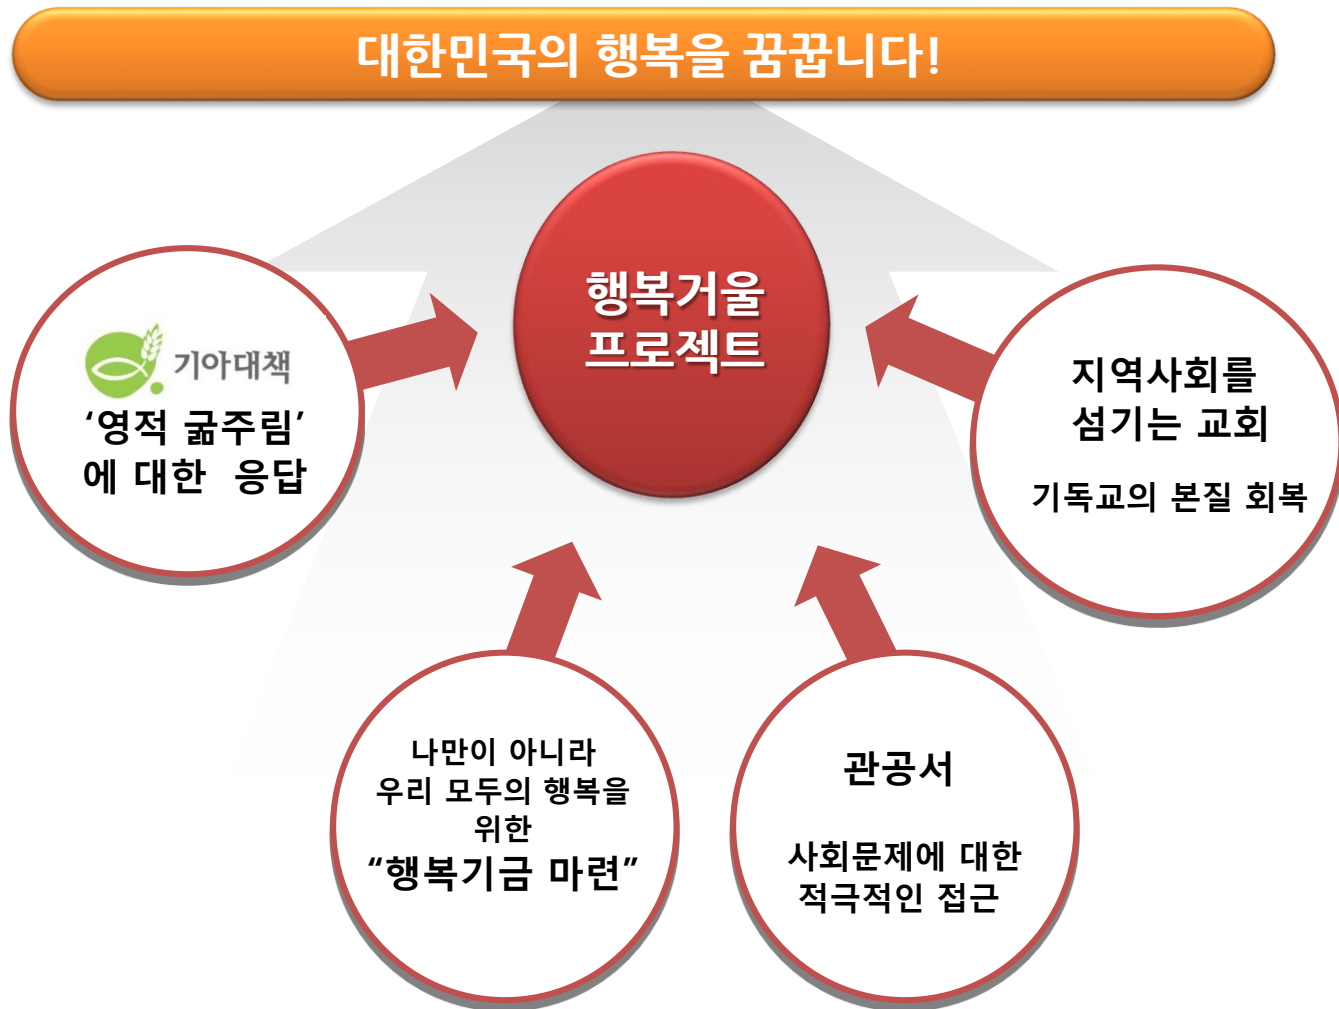 대한민국의 행복을 꿈꿉니다!
행복거울
프로젝트
기아대책
‘영적 굶주림’
에 대한 응답
지역사회를
섬기는 교회
기독교의 본질 회복
나만이 아니라
우리 모두의 행복을
위한
“행복기금 마련”
관공서
사회문제에 대한
적극적인 접근